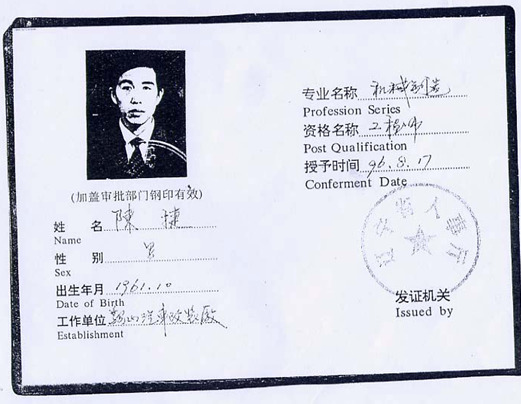 (加盖审批部门钢印有效)
姓 名 陳捷
Name
性 别 男
Sex
出生年月 1961.10
Date of Birth
工作单位 鞍山汽車改装廠
Establishment
专业名称 机械制造
Profession Series
资格名称 工程师
Post Qualification
授予时间 96.8.17
Conferment Date
辽宁省人事厅
发证机关
Issued by